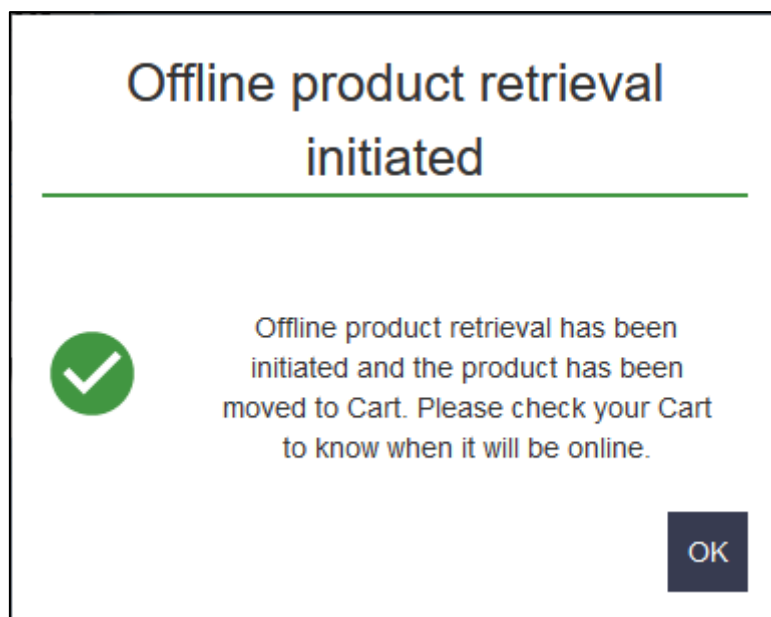 Offline product retrieval
initiated
Offline product retrieval has been
initiated and the product has been
moved to Cart. Please check your Cart
to know when it will be online.
OK